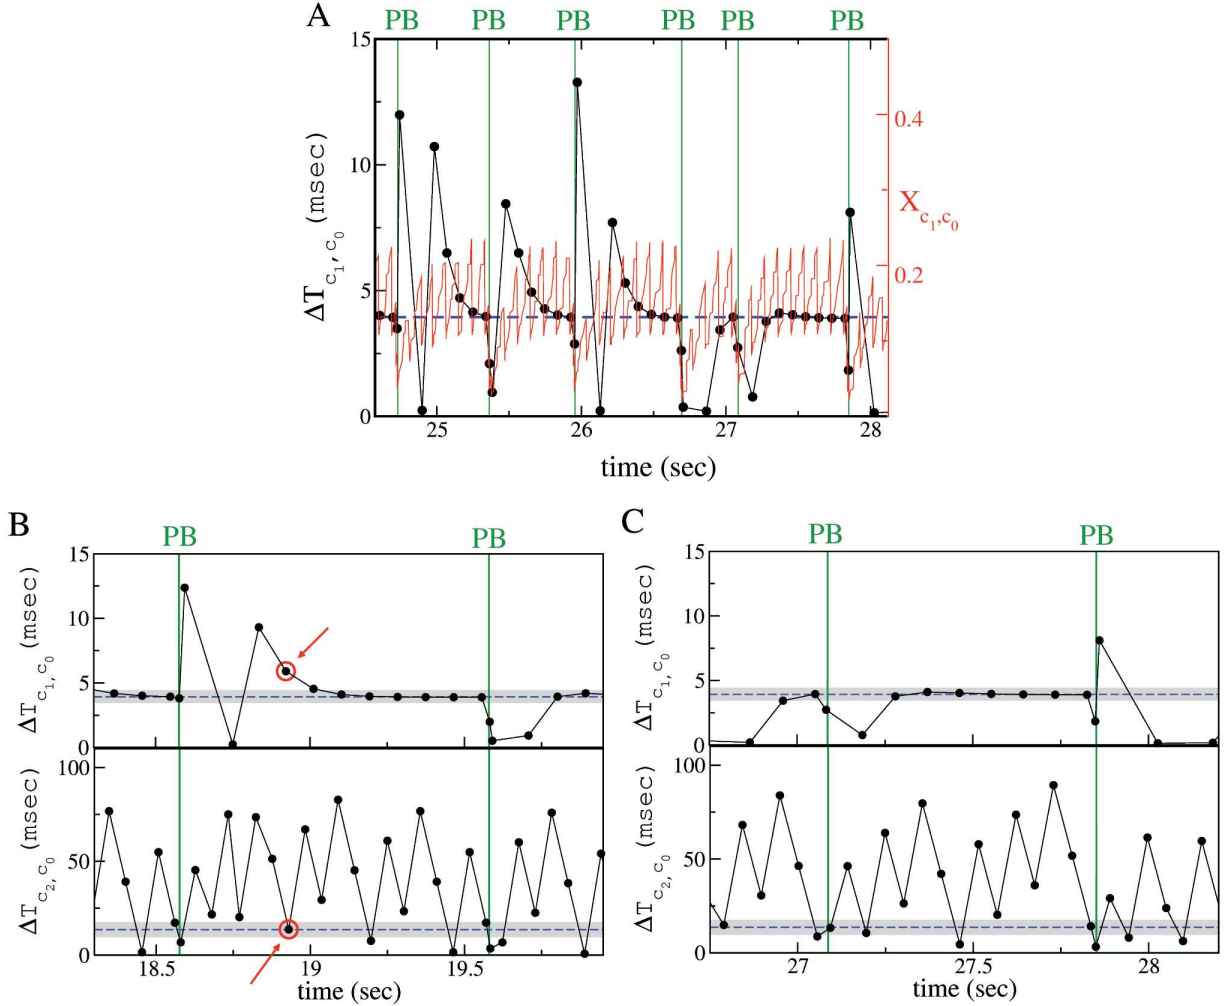 A
PB PB PB PB PB PB
15
10
5
0
ΔT c₁, c₀ (msec)
0.4
0.2
X c₁,c₀
25 26 27 28
time (sec)
B
PB PB
15
10
5
0
ΔT c₁, c₀ (msec)
100
50
0
ΔT c₂, c₀ (msec)
18.5 19 19.5
time (sec)
C
PB PB
15
10
5
0
ΔT c₁, c₀ (msec)
100
50
0
ΔT c₂, c₀ (msec)
27 27.5 28
time (sec)